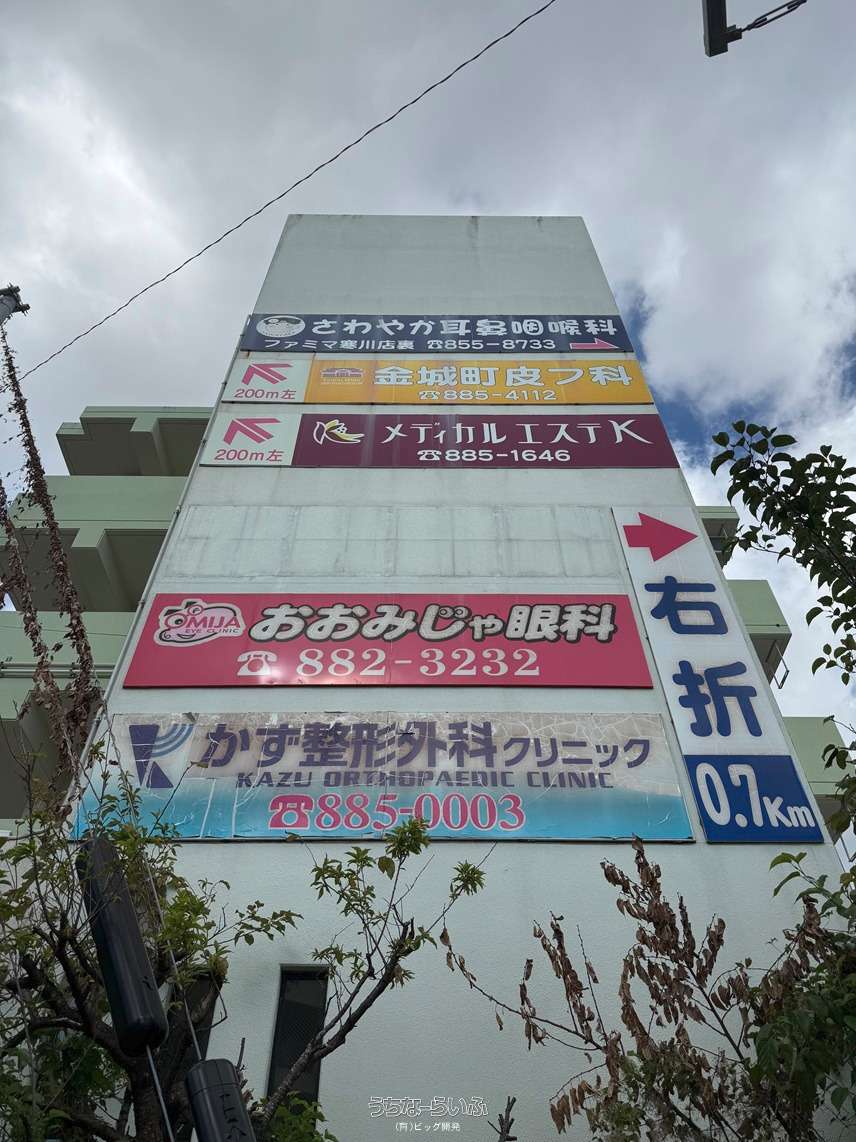 さわやか耳鼻咽喉科
ファミマ寒川店裏 ☎855-8733
200m左
金城町皮フ科
☎885-4112
200m左
メディカルエステK
☎885-1646
右折
0.7Km
OMIJA
EYE CLINIC
おおみじゃ眼科
☎ 882-3232
かず整形外科クリニック
KAZU ORTHOPAEDIC CLINIC
☎885-0003
うちなーらいふ
(有)ビッグ開発